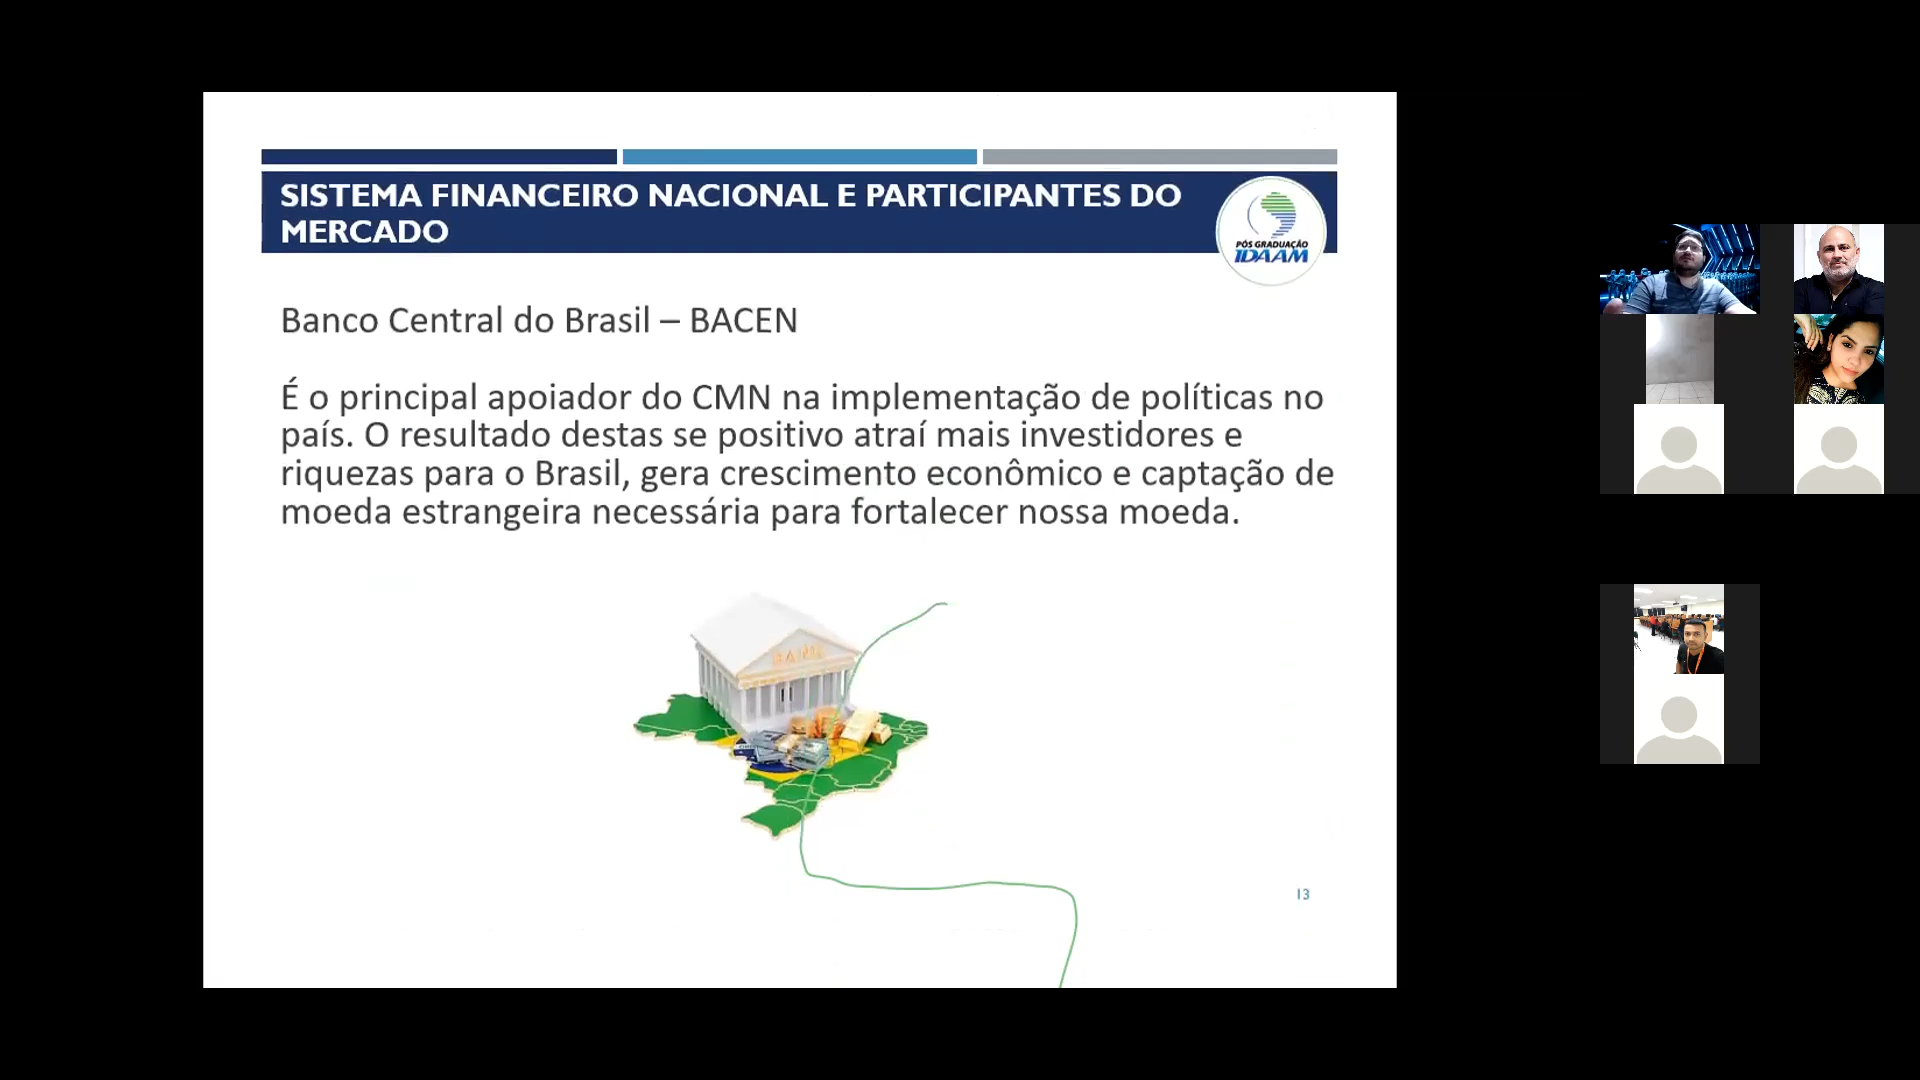 SISTEMA FINANCEIRO NACIONAL E PARTICIPANTES DO
MERCADO
PÓS GRADUAÇÃO
IDAAM
Banco Central do Brasil – BACEN
É o principal apoiador do CMN na implementação de políticas no
país. O resultado destas se positivo atraí mais investidores e
riquezas para o Brasil, gera crescimento econômico e captação de
moeda estrangeira necessária para fortalecer nossa moeda.
BANC
13